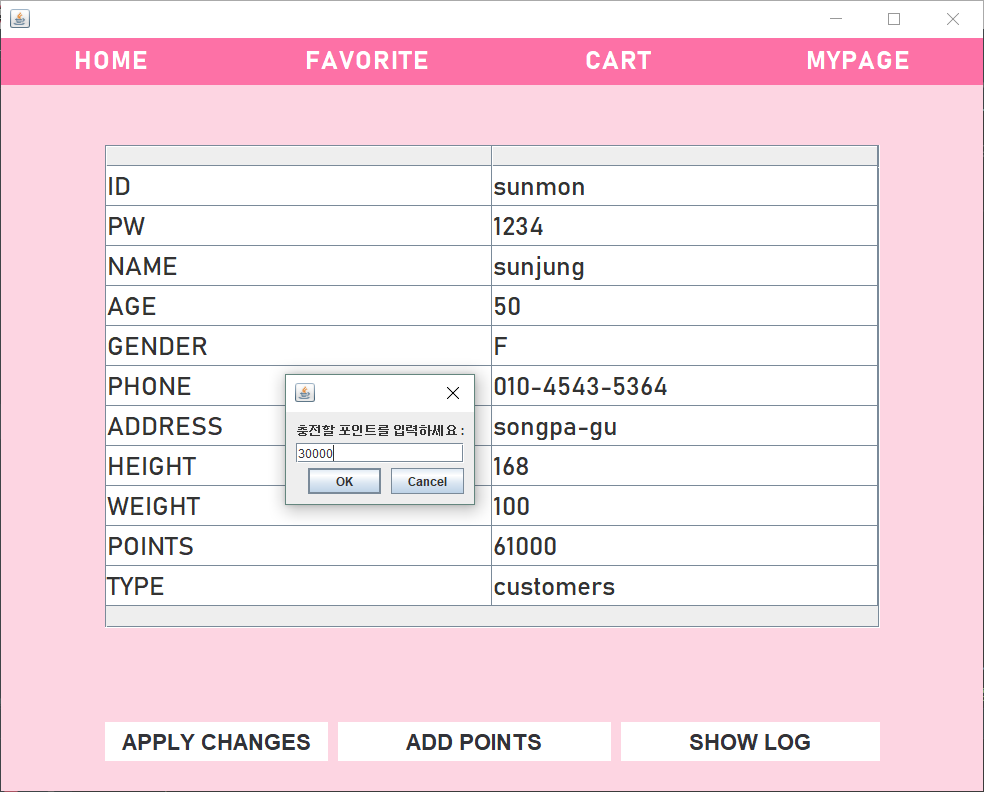 HOME FAVORITE CART MYPAGE
ID sunmon
PW 1234
NAME sunjung
AGE 50
GENDER F
PHONE 010-4543-5364
ADDRESS songpa-gu
HEIGHT 168
WEIGHT 100
POINTS 61000
TYPE customers
충전할 포인트를 입력하세요 :
30000
OK Cancel
APPLY CHANGES ADD POINTS SHOW LOG